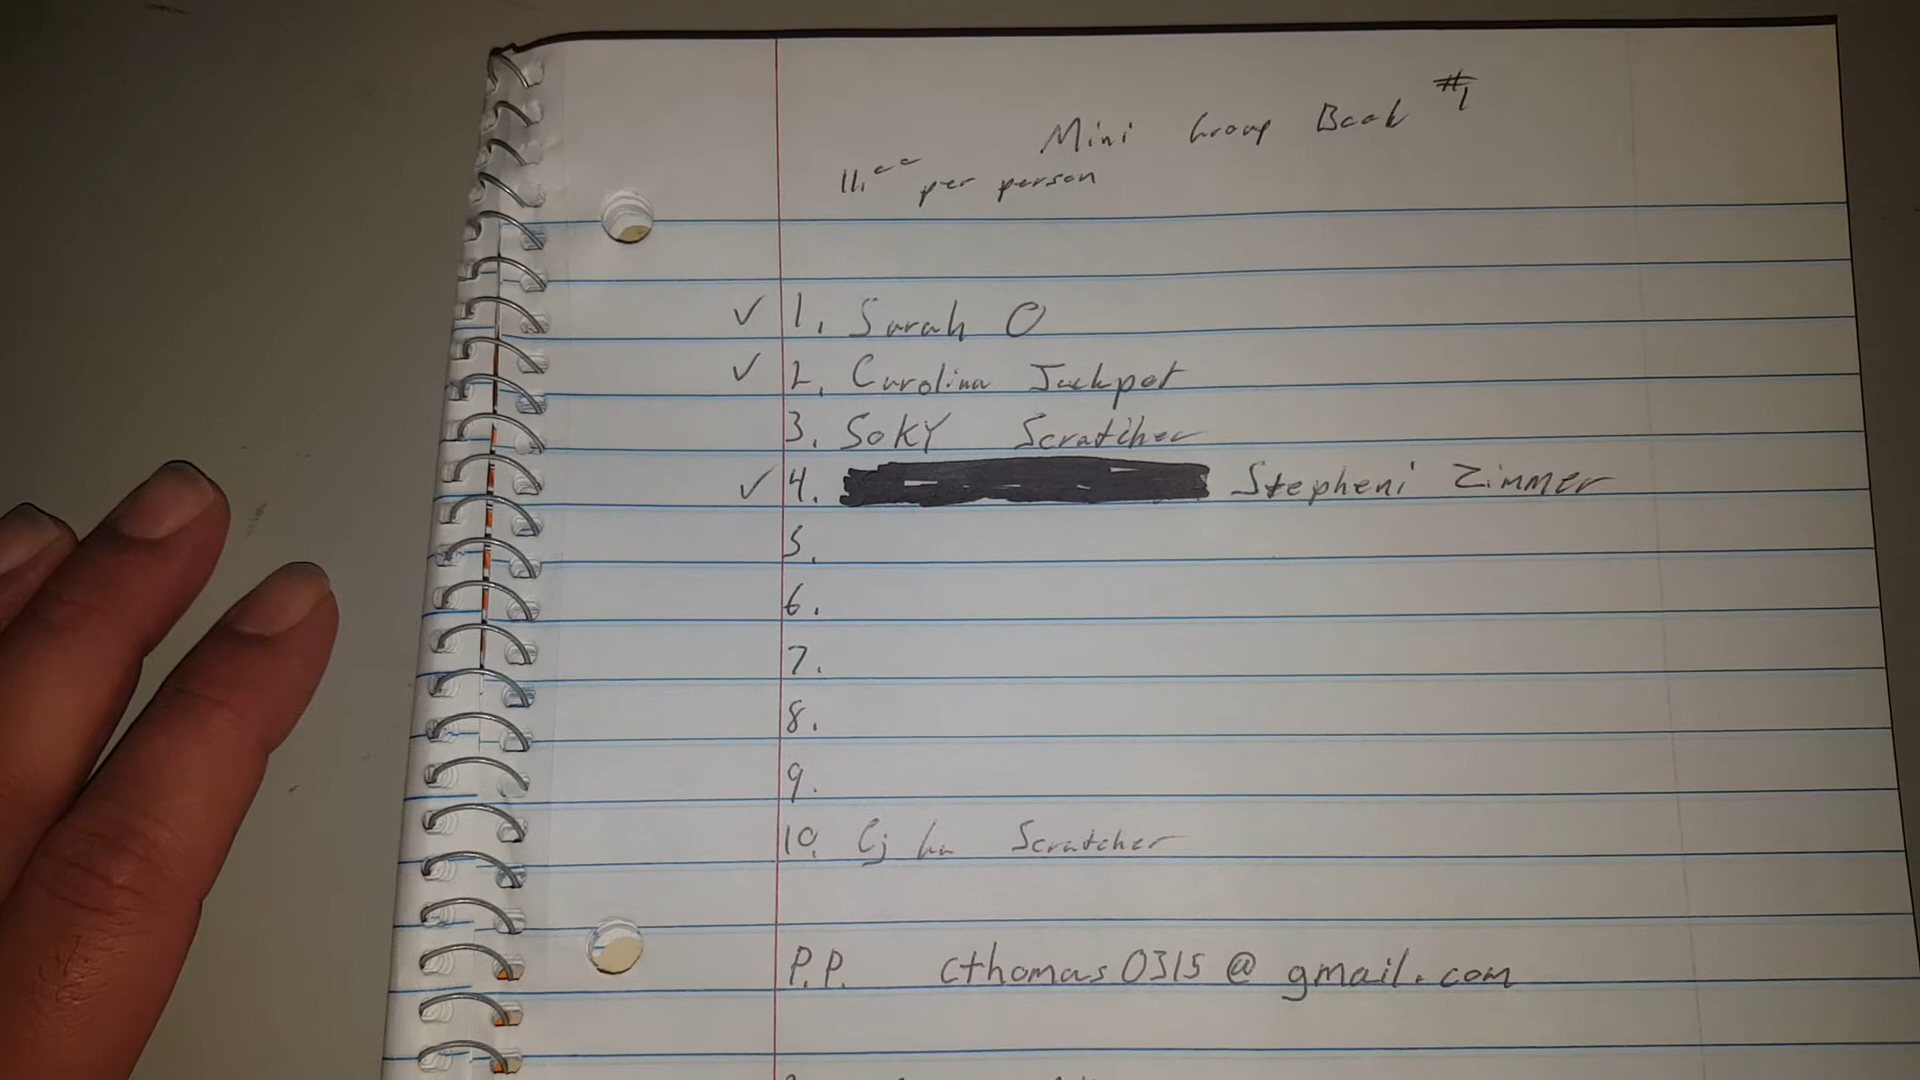 Mini Group Book #1
11.00 per person
✓ 1. Sarah O
✓ 2. Carolina Jackpot
3. SoKY Scratcher
✓ 4. Stepheni Zimmer
5.
6.
7.
8.
9.
10. Cj Scratcher
P.P. cthomas0315@gmail.com